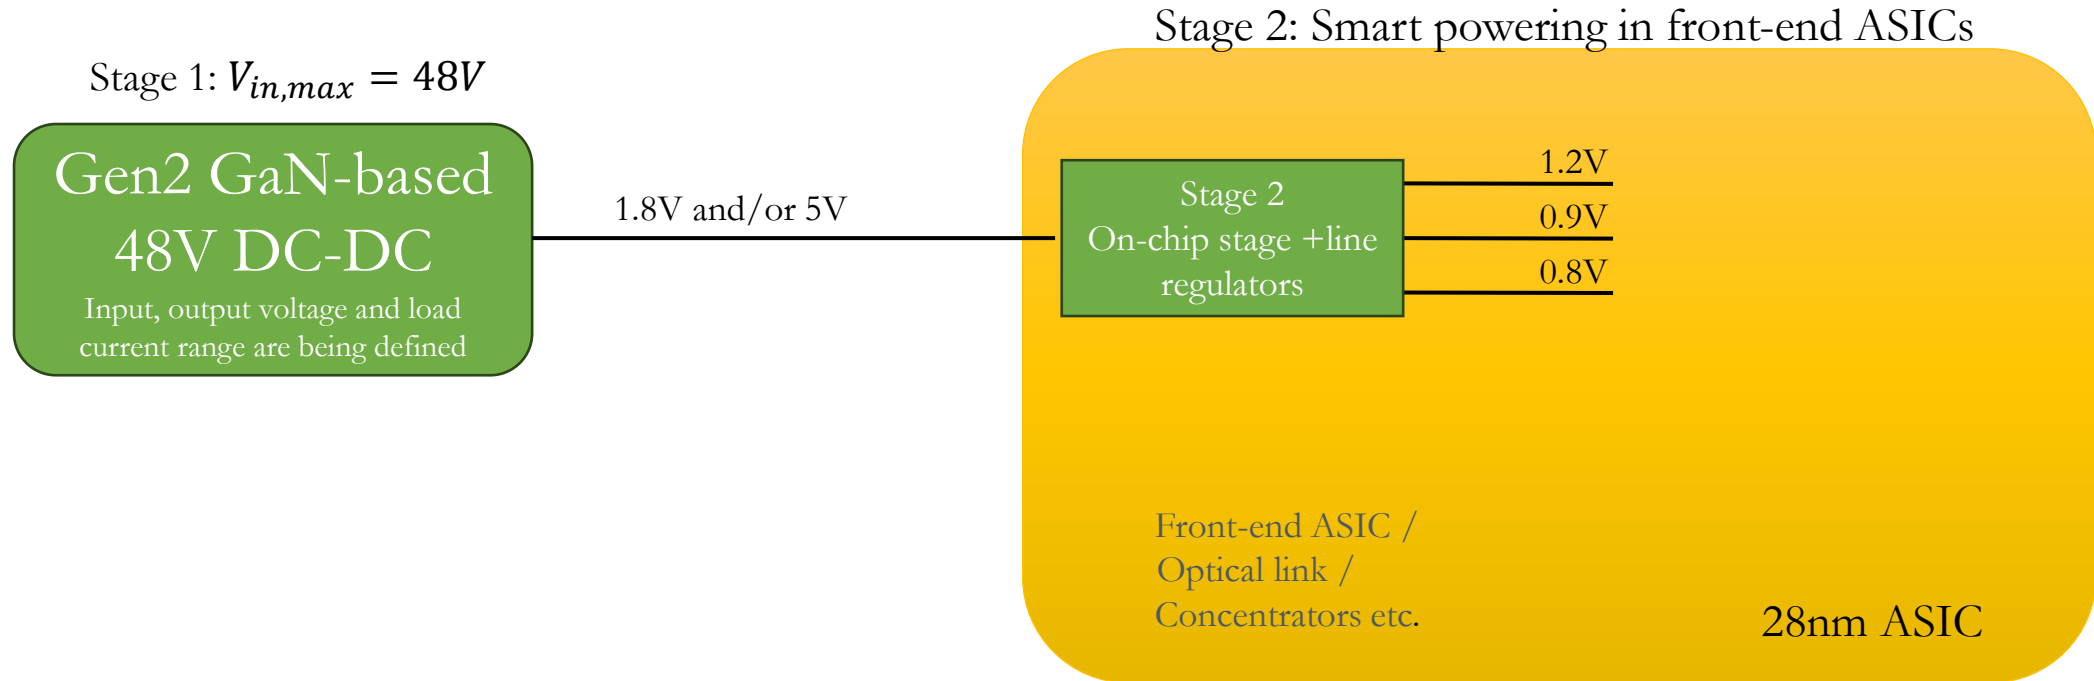 Stage 2: Smart powering in front-end ASICs
Stage 1: V_{in,max} = 48V
Gen2 GaN-based
48V DC-DC
Input, output voltage and load
current range are being defined
1.8V and/or 5V
Stage 2
On-chip stage +line
regulators
1.2V
0.9V
0.8V
Front-end ASIC /
Optical link /
Concentrators etc.
28nm ASIC